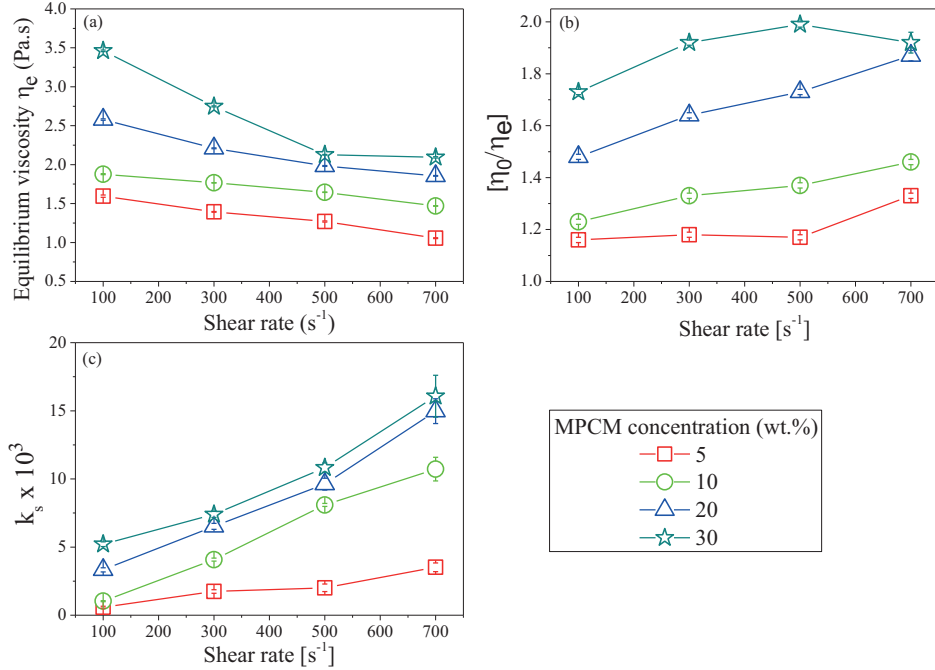 (a)
Equilibrium viscosity ηe (Pa.s)
4.0
3.5
3.0
2.5
2.0
1.5
1.0
0.5
100 200 300 400 500 600 700
Shear rate (s⁻¹)
(b)
[η0/ηe]
2.0
1.8
1.6
1.4
1.2
1.0
100 200 300 400 500 600 700
Shear rate [s⁻¹]
(c)
ks x 10³
20
15
10
5
0
100 200 300 400 500 600 700
Shear rate [s⁻¹]
MPCM concentration (wt.%)
5
10
20
30